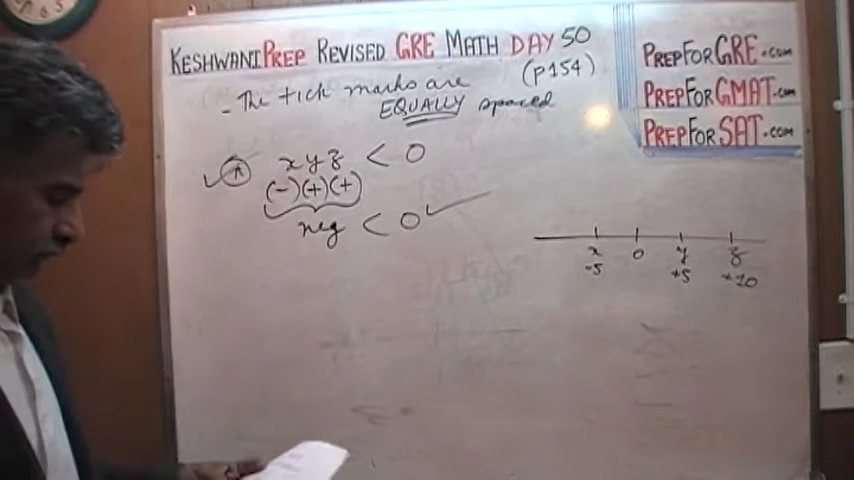 KESHWANIPREP REVISED GRE MATH DAY 50
(p154)
- The tick marks are
EQUALLY spaced
PREPFORGRE.com
PREPFORGMAT.com
PREPFORSAT.com
A xyz < 0
(-)(+)(+)
neg < 0
x 0 y z
-5 +5 +10